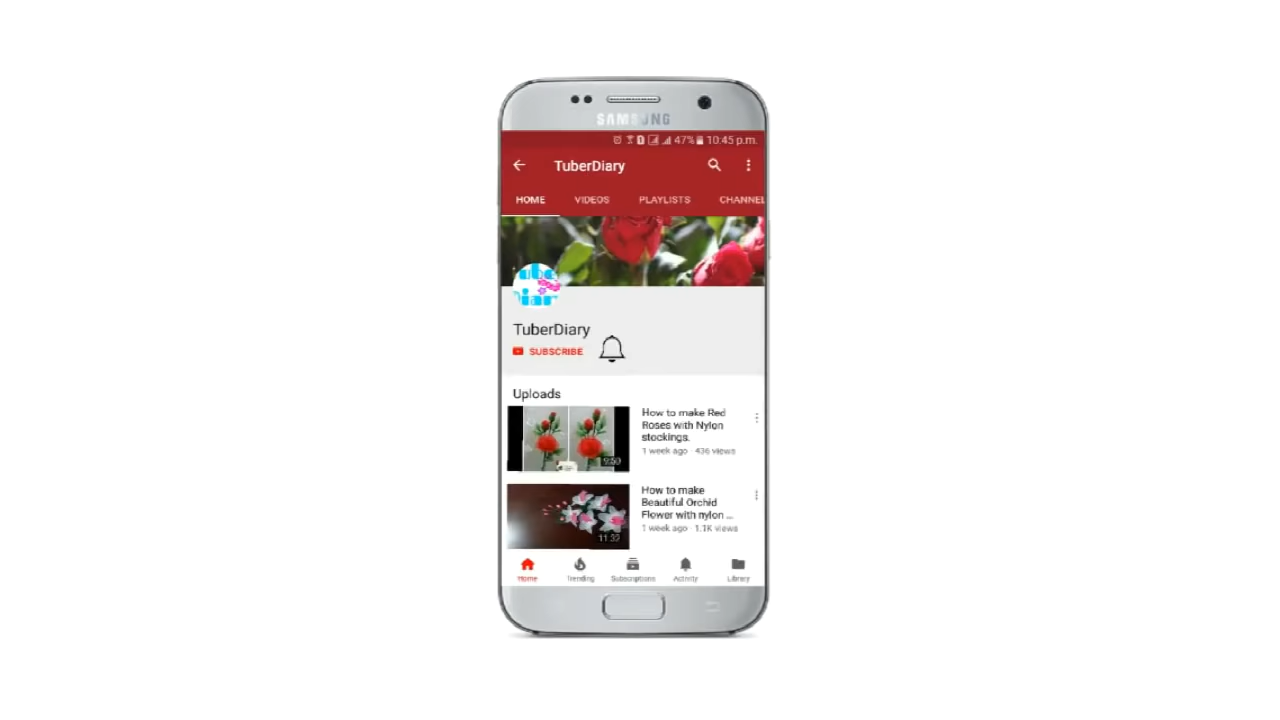 SAMSUNG
47% 10:45 p.m.
TuberDiary
HOME VIDEOS PLAYLISTS CHANNEL
Tube
Diar
TuberDiary
SUBSCRIBE
Uploads
How to make Red
Roses with Nylon
stockings.
1 week ago · 436 views
9:50
How to make
Beautiful Orchid
Flower with nylon ...
1 week ago · 1.1K views
11:32
Home Trending Subscriptions Activity Library